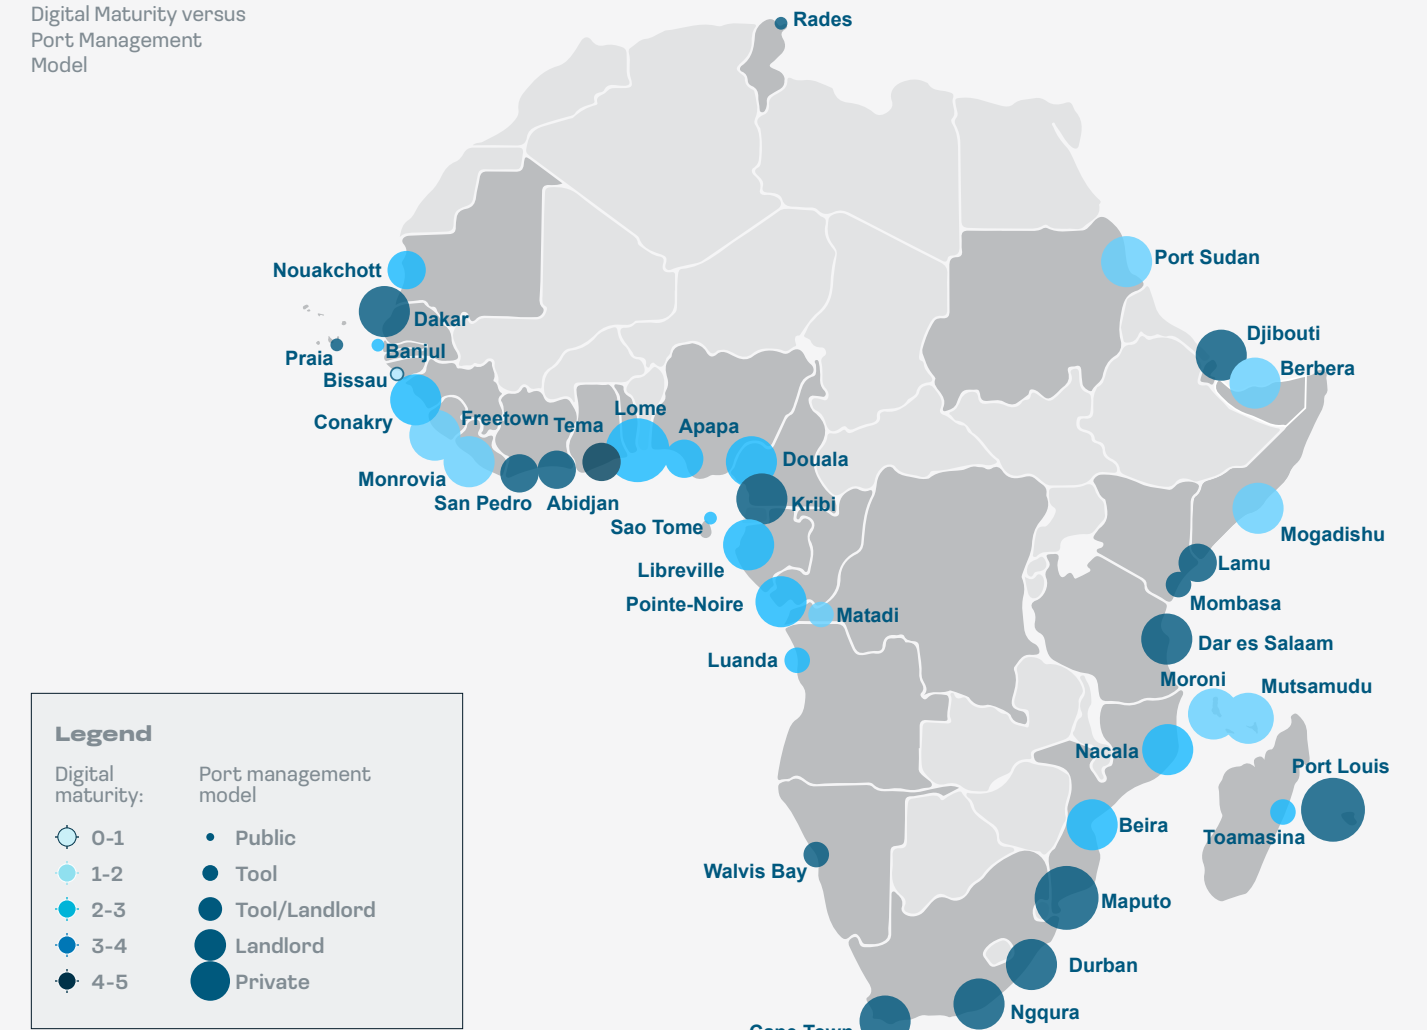 Digital Maturity versus
Port Management
Model
Rades
Port Sudan
Nouakchott
Dakar
Djibouti
Praia
Banjul
Berbera
Bissau
Lome
Conakry
Freetown
Tema
Apapa
Douala
Monrovia
San Pedro
Abidjan
Kribi
Sao Tome
Mogadishu
Libreville
Lamu
Pointe-Noire
Mombasa
Matadi
Dar es Salaam
Luanda
Moroni
Mutsamudu
Nacala
Port Louis
Beira
Toamasina
Walvis Bay
Maputo
Durban
Ngqura
Cape Town
Legend
Digital
maturity:
Port management
model
0-1
Public
1-2
Tool
2-3
Tool/Landlord
3-4
Landlord
4-5
Private